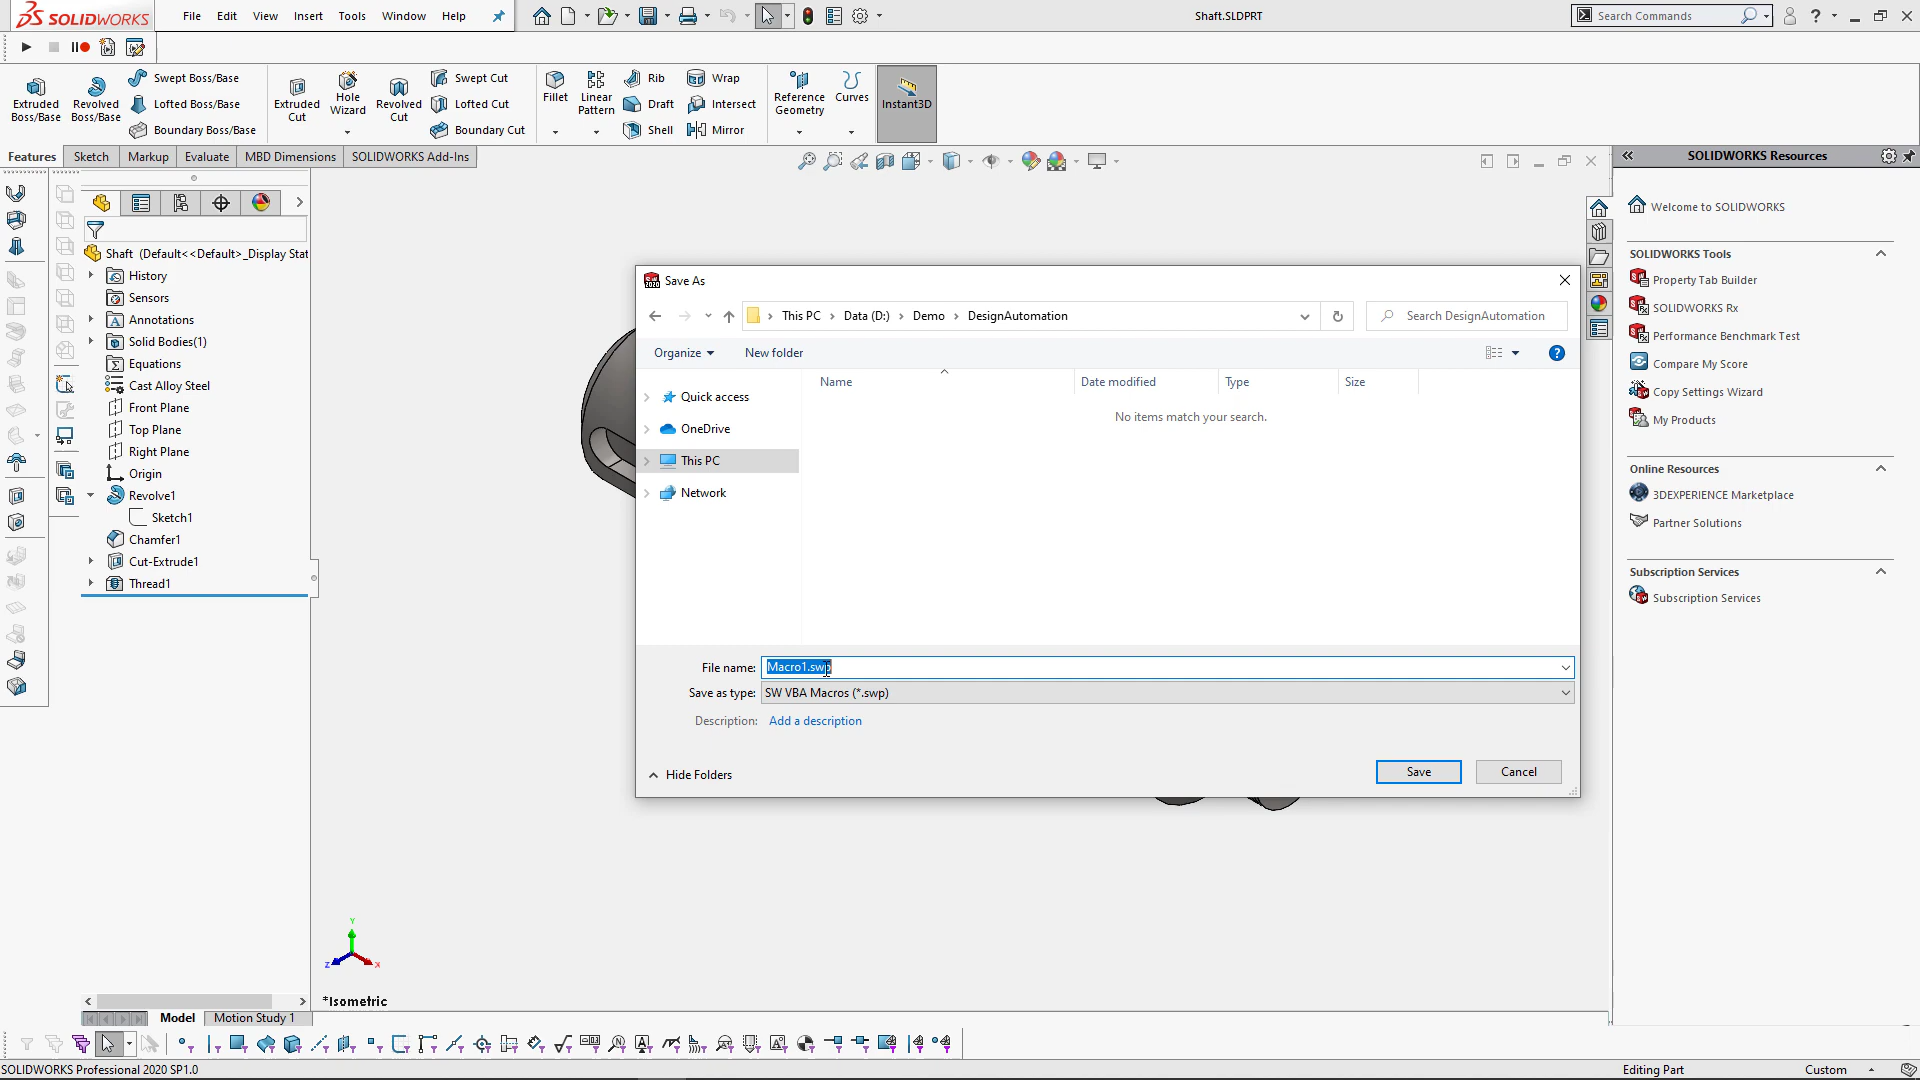 SOLIDWORKS
File Edit View Insert Tools Window Help
Shaft.SLDPRT
Search Commands
Extruded Boss/Base
Revolved Boss/Base
Swept Boss/Base
Lofted Boss/Base
Boundary Boss/Base
Extruded Cut
Hole Wizard
Revolved Cut
Swept Cut
Lofted Cut
Boundary Cut
Fillet
Linear Pattern
Rib
Draft
Shell
Wrap
Intersect
Mirror
Reference Geometry
Curves
Instant3D
Features Sketch Markup Evaluate MBD Dimensions SOLIDWORKS Add-Ins
Shaft (Default<<Default>_Display Stat
History
Sensors
Annotations
Solid Bodies(1)
Equations
Cast Alloy Steel
Front Plane
Top Plane
Right Plane
Origin
Revolve1
Sketch1
Chamfer1
Cut-Extrude1
Thread1
Save As
This PC > Data (D:) > Demo > DesignAutomation
Search DesignAutomation
Organize New folder
Name Date modified Type Size
No items match your search.
Quick access
OneDrive
This PC
Network
File name: Macro1.swp
Save as type: SW VBA Macros (*.swp)
Description: Add a description
Hide Folders
Save Cancel
SOLIDWORKS Resources
Welcome to SOLIDWORKS
SOLIDWORKS Tools
Property Tab Builder
SOLIDWORKS Rx
Performance Benchmark Test
Compare My Score
Copy Settings Wizard
My Products
Online Resources
3DEXPERIENCE Marketplace
Partner Solutions
Subscription Services
Subscription Services
Y
Z X
*Isometric
Model Motion Study 1
SOLIDWORKS Professional 2020 SP1.0
Editing Part Custom